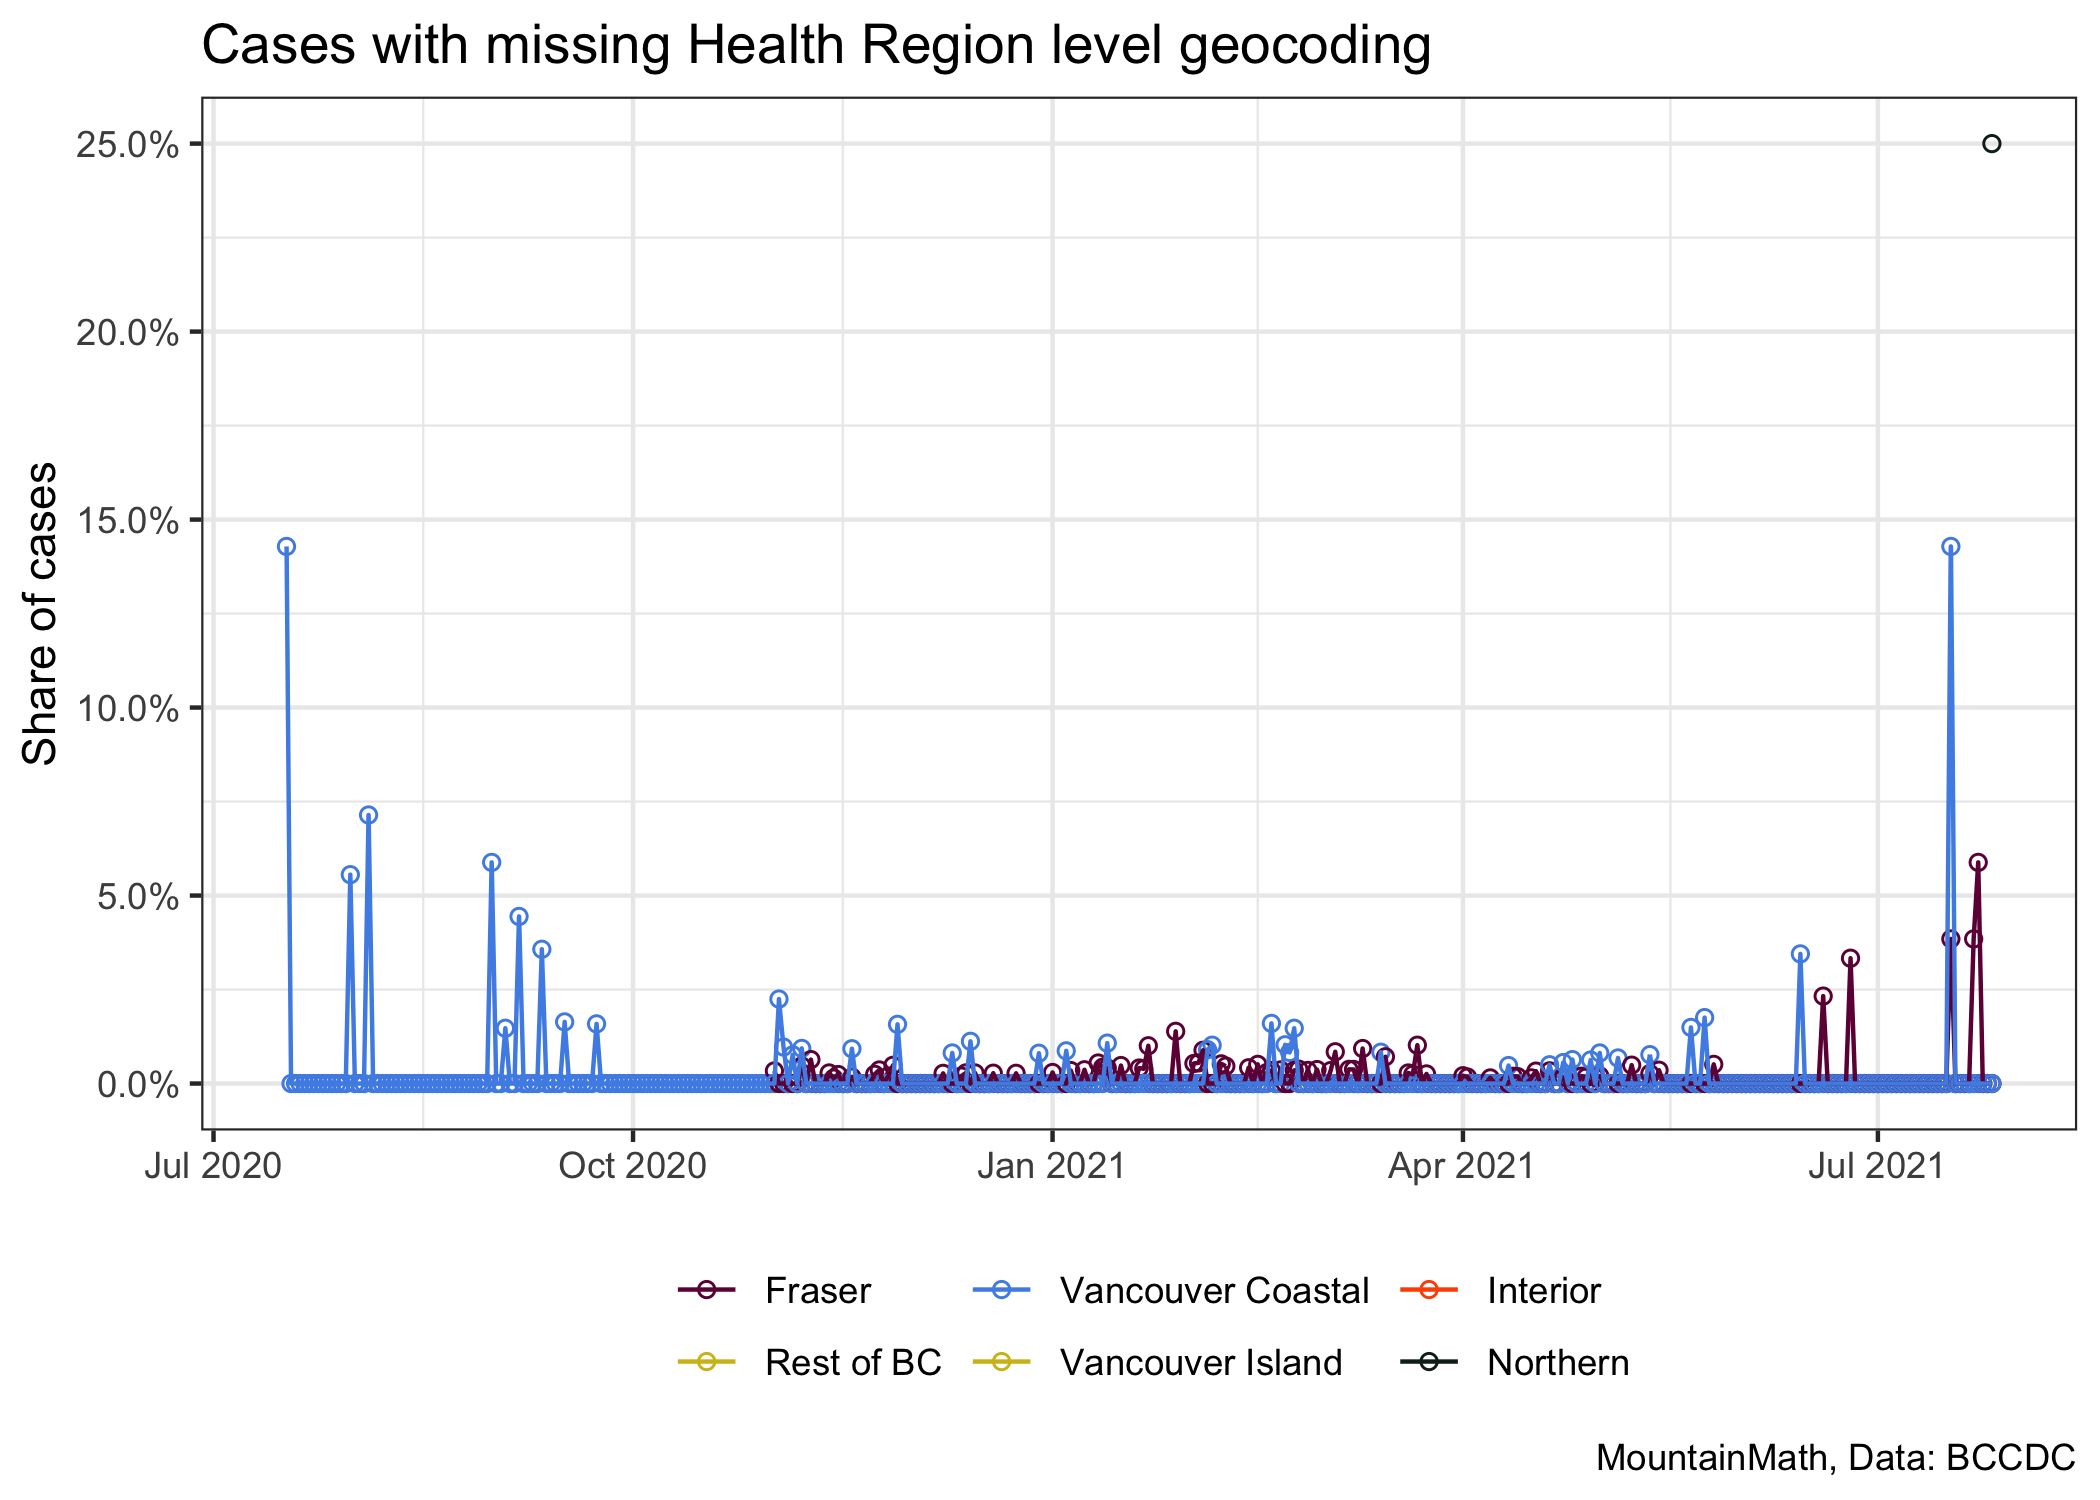 Cases with missing Health Region level geocoding
Share of cases
25.0%
20.0%
15.0%
10.0%
5.0%
0.0%
Jul 2020
Oct 2020
Jan 2021
Apr 2021
Jul 2021
Fraser
Vancouver Coastal
Interior
Rest of BC
Vancouver Island
Northern
MountainMath, Data: BCCDC